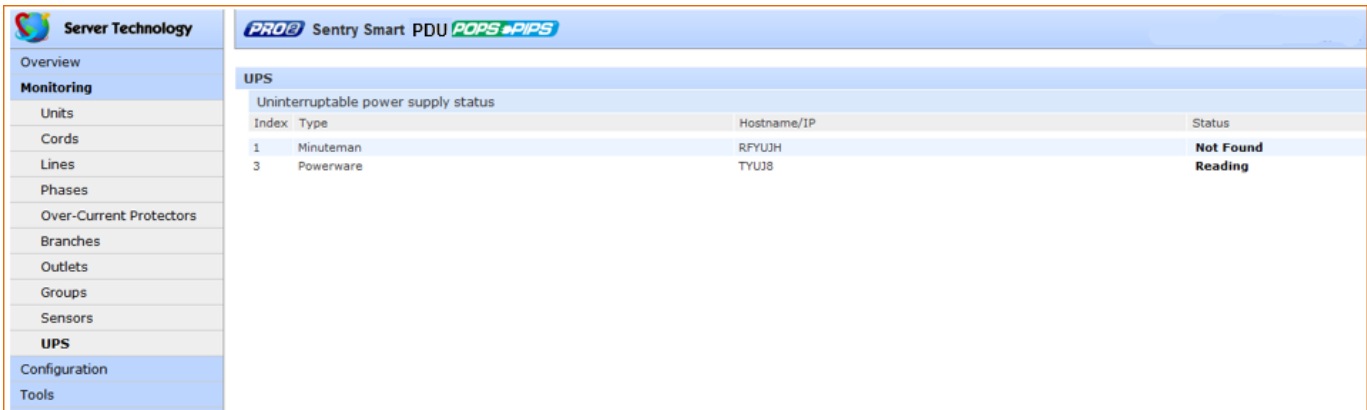 Server Technology
PRO2 Sentry Smart PDU POPS PIPS
Overview
Monitoring
Units
Cords
Lines
Phases
Over-Current Protectors
Branches
Outlets
Groups
Sensors
UPS
Configuration
Tools
UPS
Uninterruptable power supply status
Index Type Hostname/IP Status
1 Minuteman RFYUJH Not Found
3 Powerware TYUJ8 Reading